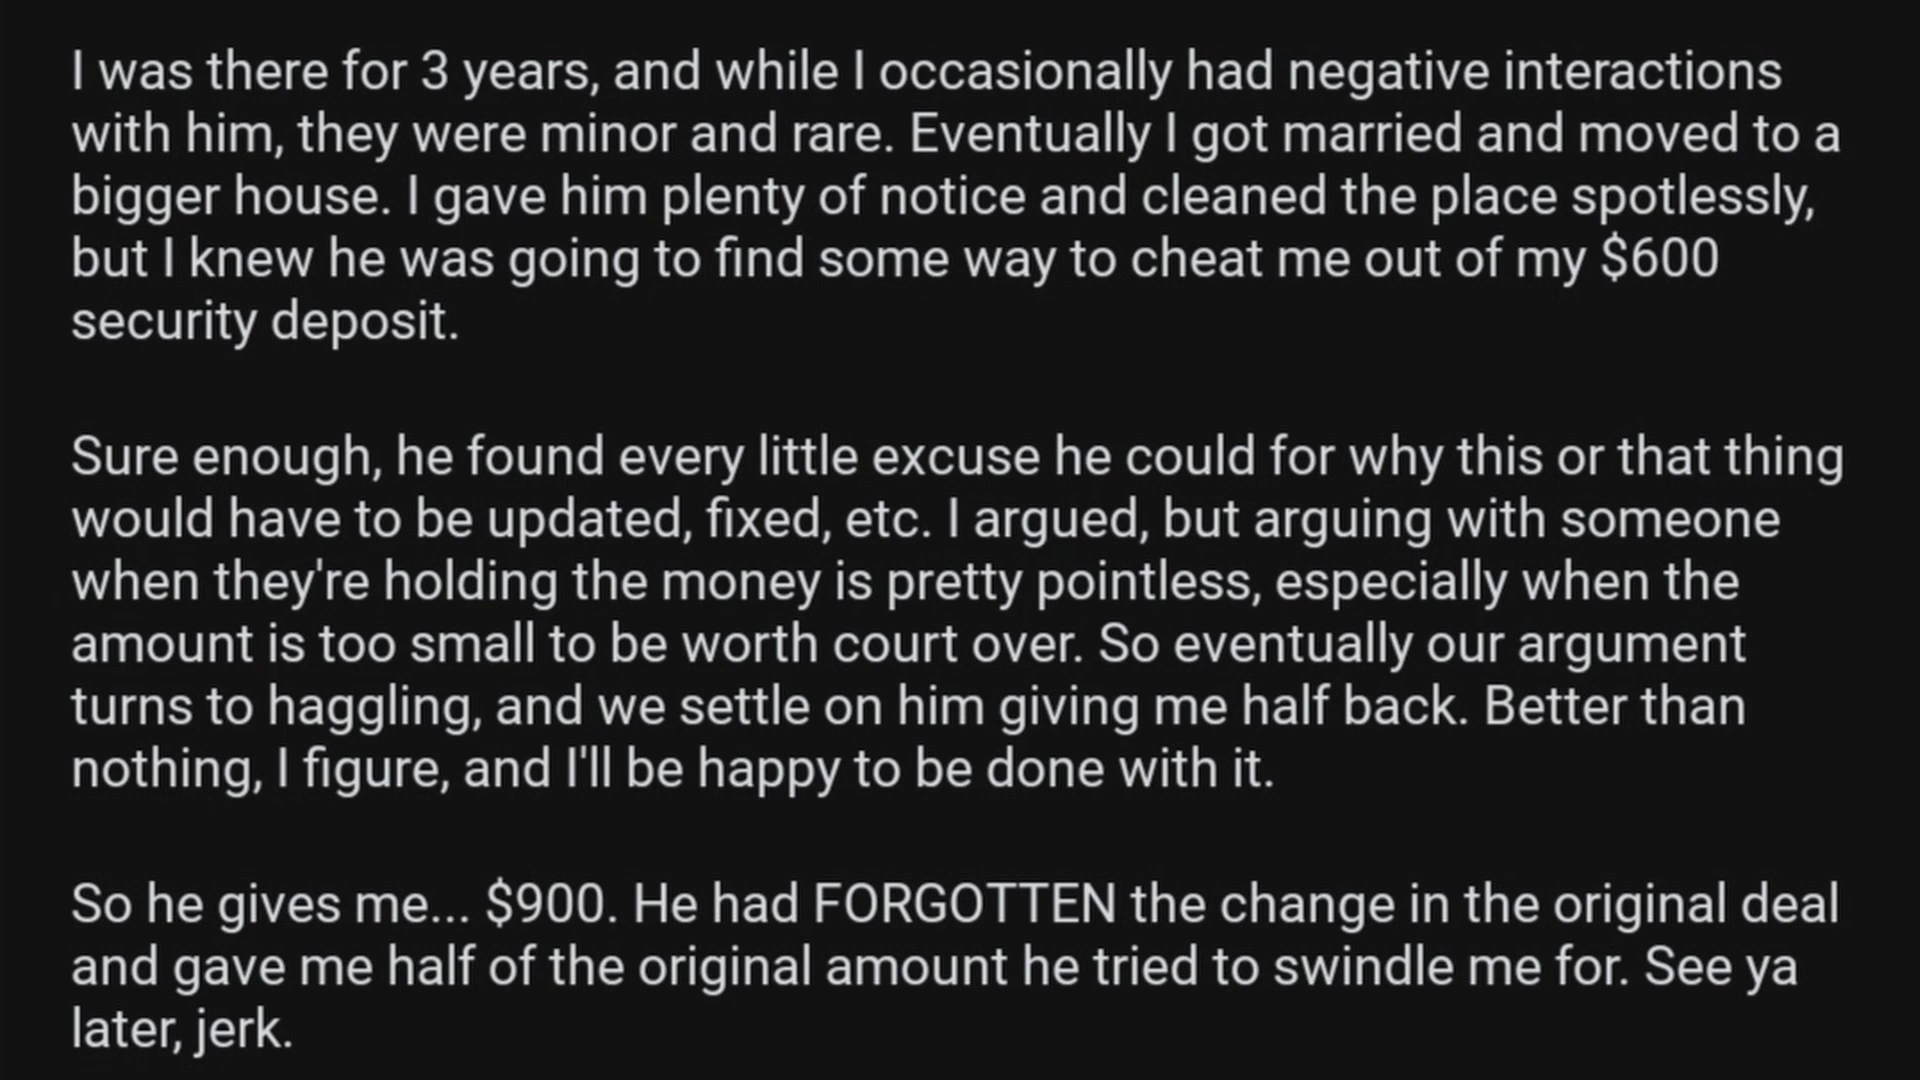 I was there for 3 years, and while I occasionally had negative interactions
with him, they were minor and rare. Eventually I got married and moved to a
bigger house. I gave him plenty of notice and cleaned the place spotlessly,
but I knew he was going to find some way to cheat me out of my $600
security deposit.
Sure enough, he found every little excuse he could for why this or that thing
would have to be updated, fixed, etc. I argued, but arguing with someone
when they're holding the money is pretty pointless, especially when the
amount is too small to be worth court over. So eventually our argument
turns to haggling, and we settle on him giving me half back. Better than
nothing, I figure, and I'll be happy to be done with it.
So he gives me... $900. He had FORGOTTEN the change in the original deal
and gave me half of the original amount he tried to swindle me for. See ya
later, jerk.